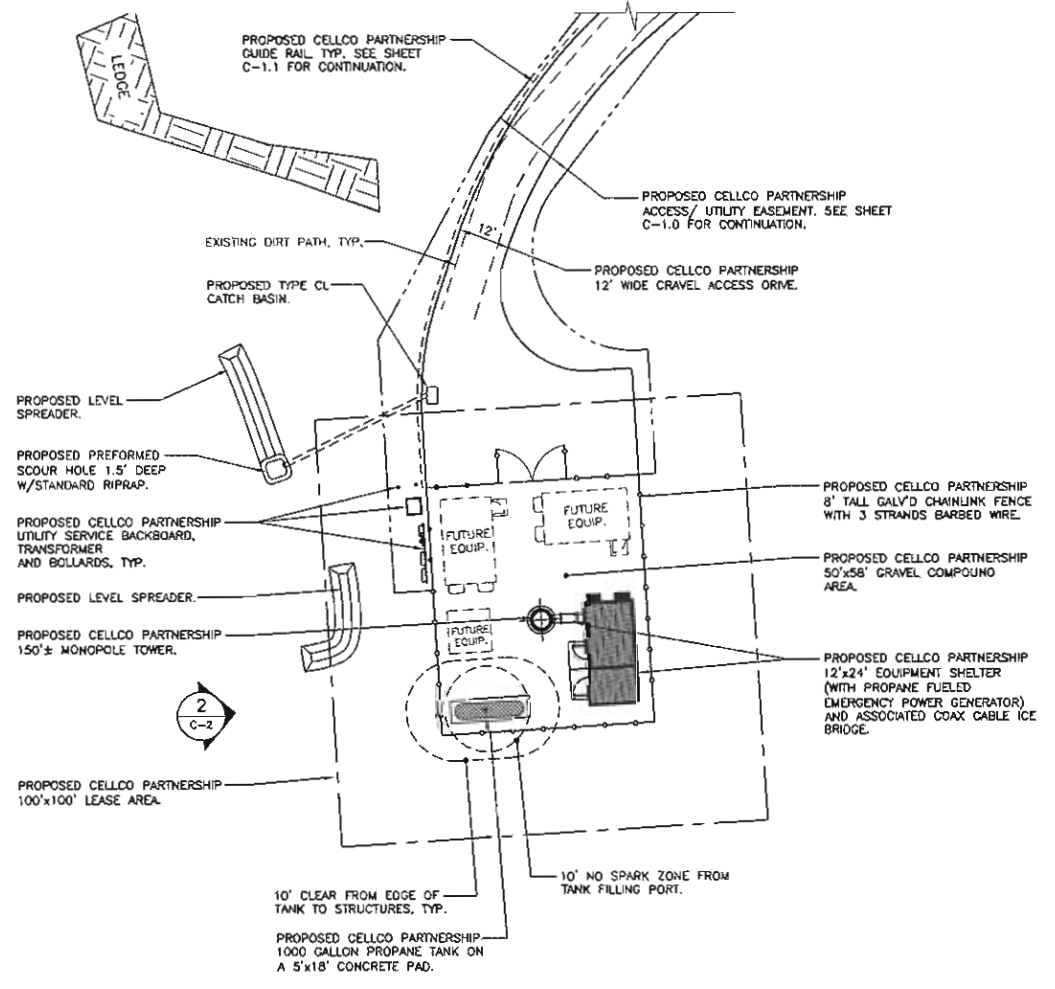 PROPOSED CELLCO PARTNERSHIP
GUIDE RAIL TYP. SEE SHEET
C-1.1 FOR CONTINUATION.
LEDGE
PROPOSED CELLCO PARTNERSHIP
ACCESS/ UTILITY EASEMENT. SEE SHEET
C-1.0 FOR CONTINUATION.
12'
EXISTING DIRT PATH, TYP.
PROPOSED CELLCO PARTNERSHIP
12' WIDE GRAVEL ACCESS DRIVE.
PROPOSED TYPE CL
CATCH BASIN.
PROPOSED LEVEL
SPREADER.
PROPOSED PREFORMED
SCOUR HOLE 1.5' DEEP
W/STANDARD RIPRAP.
PROPOSED CELLCO PARTNERSHIP
8' TALL GALV'D CHAINLINK FENCE
WITH 3 STRANDS BARBED WIRE.
FUTURE
EQUIP.
FUTURE
EQUIP.
PROPOSED CELLCO PARTNERSHIP
UTILITY SERVICE BACKBOARD,
TRANSFORMER
AND BOLLARDS, TYP.
PROPOSED CELLCO PARTNERSHIP
50'x58' GRAVEL COMPOUND
AREA.
PROPOSED LEVEL SPREADER.
PROPOSED CELLCO PARTNERSHIP
150'± MONOPOLE TOWER.
FUTURE
EQUIP.
PROPOSED CELLCO PARTNERSHIP
12'x24' EQUIPMENT SHELTER
(WITH PROPANE FUELED
EMERGENCY POWER GENERATOR)
AND ASSOCIATED COAX CABLE ICE
BRIDGE.
2
C-2
PROPOSED CELLCO PARTNERSHIP
100'x100' LEASE AREA.
10' NO SPARK ZONE FROM
TANK FILLING PORT.
10' CLEAR FROM EDGE OF
TANK TO STRUCTURES, TYP.
PROPOSED CELLCO PARTNERSHIP
1000 GALLON PROPANE TANK ON
A 5'x18' CONCRETE PAD.